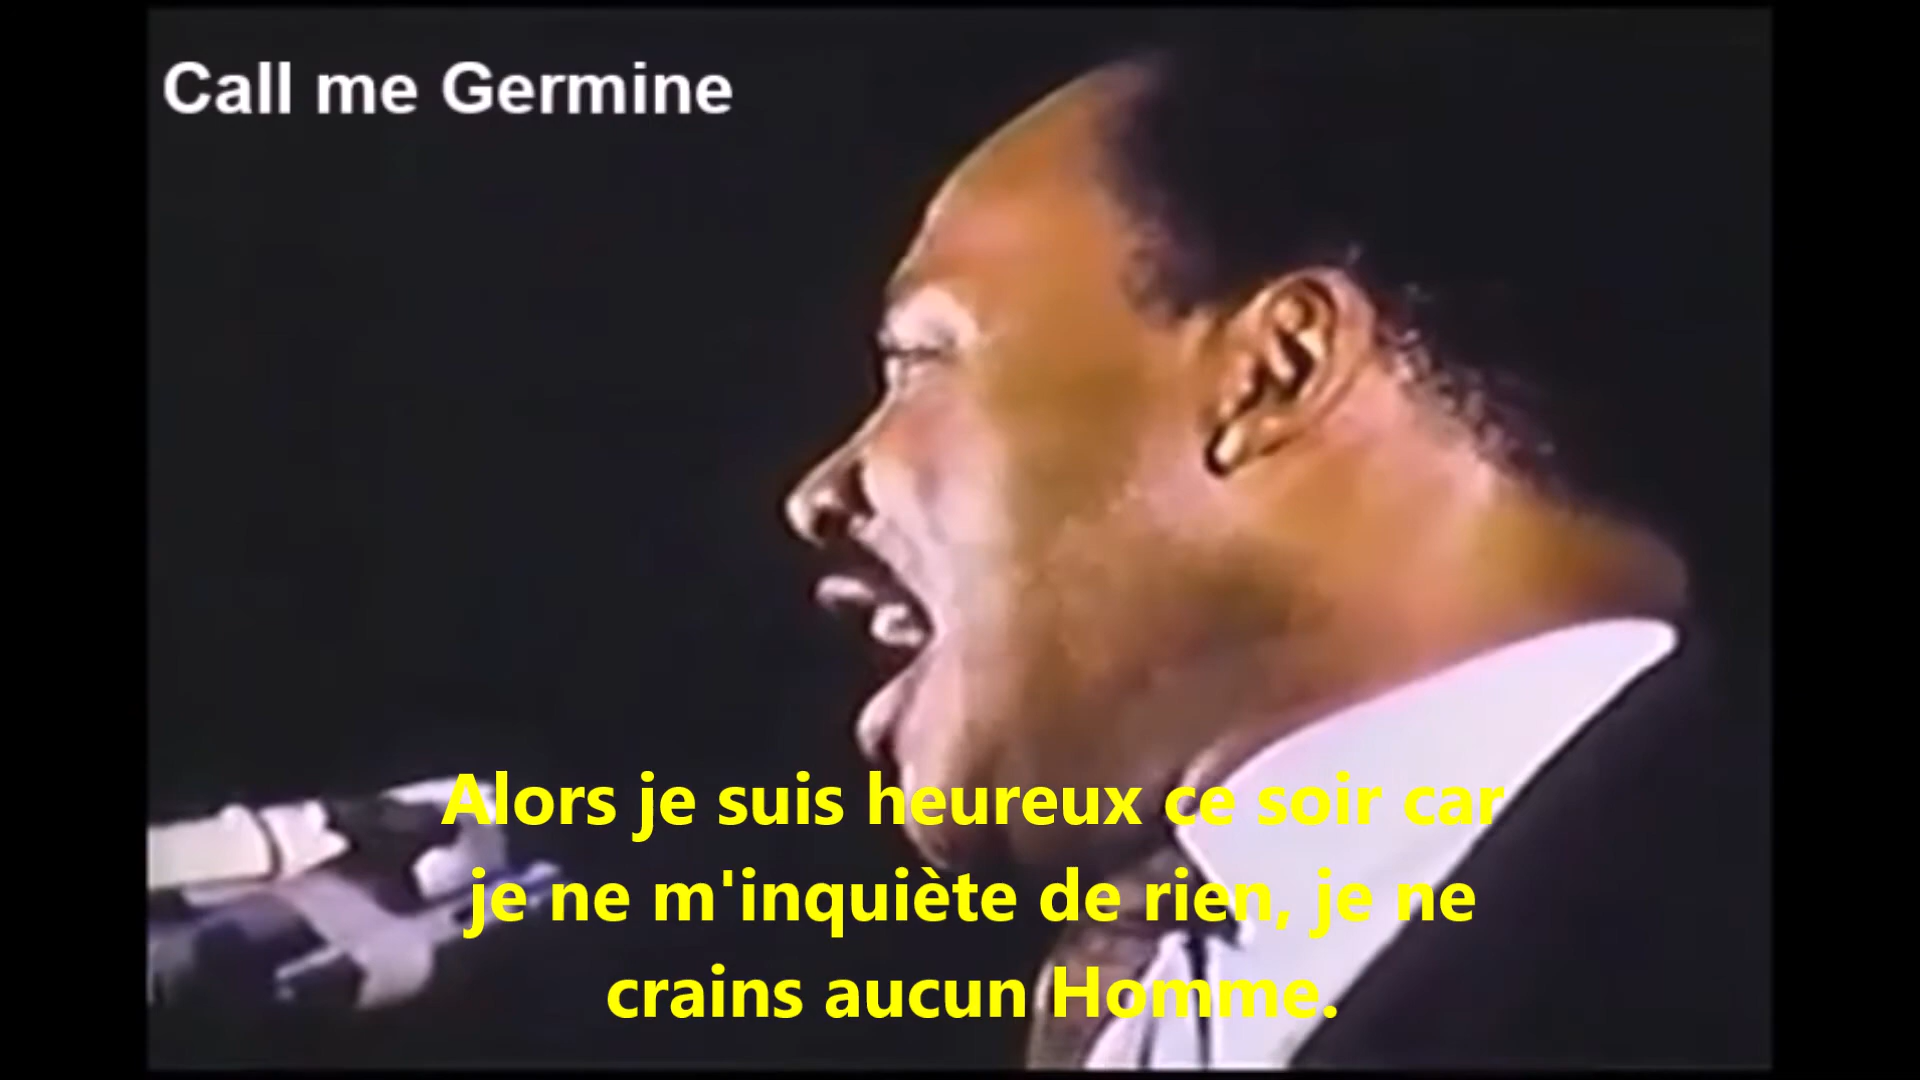 Call me Germine
Alors je suis heureux ce soir car
je ne m'inquiète de rien, je ne
crains aucun Homme.